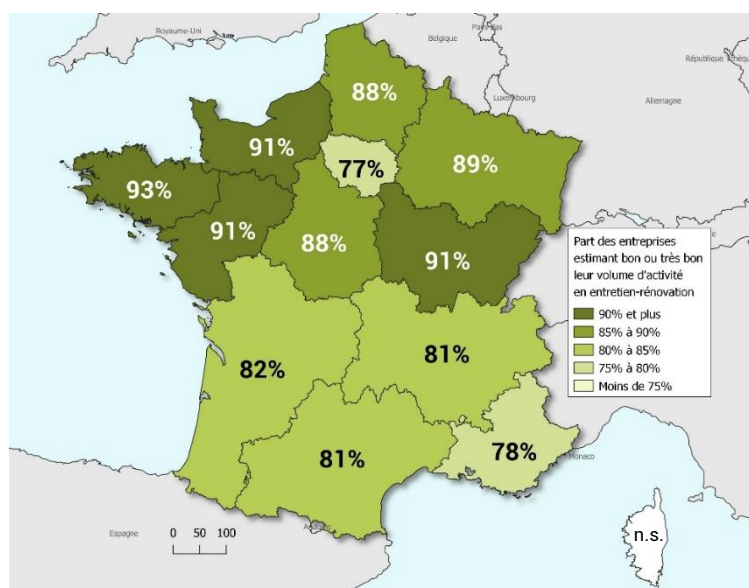 Royaume-Uni
Belgique
Pays-Bas
République Tchèque
Luxembourg
Allemagne
88%
91%
77%
89%
93%
91%
88%
91%
Part des entreprises
estimant bon ou très bon
leur volume d'activité
en entretien-rénovation
90% et plus
85% à 90%
80% à 85%
75% à 80%
Moins de 75%
82%
81%
81%
78%
Monaco
Espagne
0 50 100
n.s.